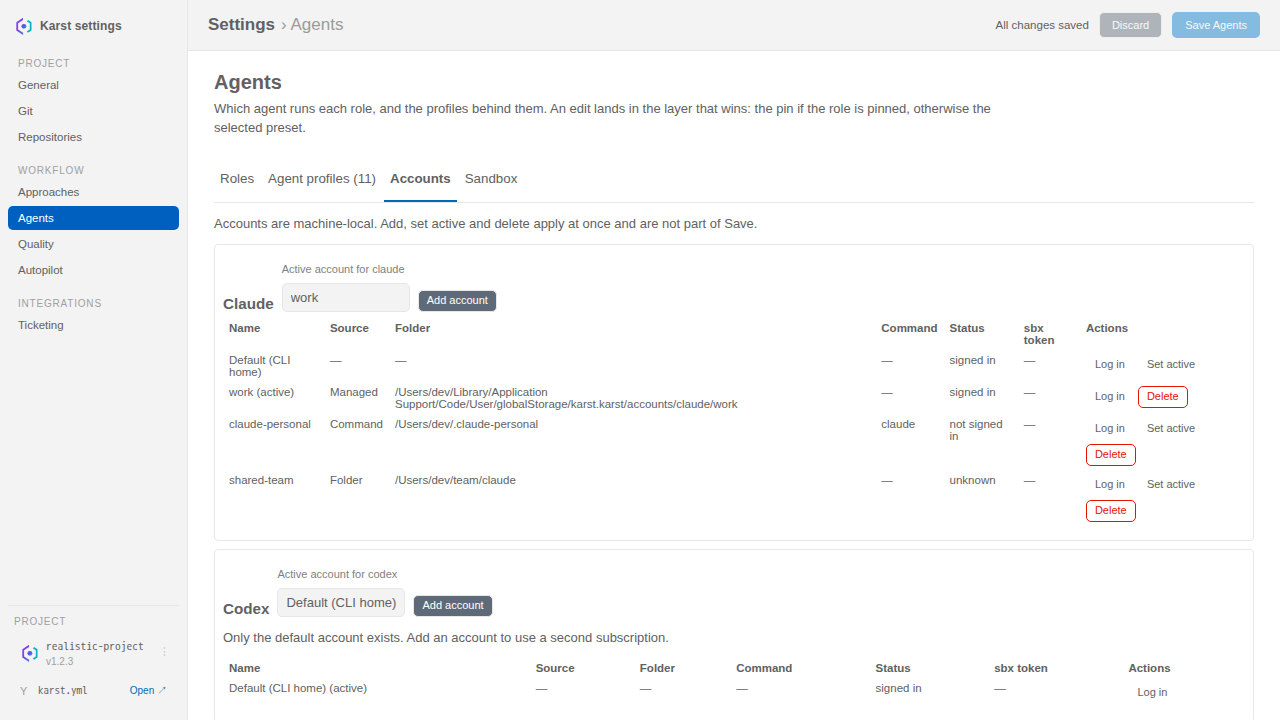 Karst settings
PROJECT
General
Git
Repositories
WORKFLOW
Approaches
Agents
Quality
Autopilot
INTEGRATIONS
Ticketing
PROJECT
realistic-project
v1.2.3
Y karst.yml Open ↗
Settings › Agents
All changes saved Discard Save Agents
Agents
Which agent runs each role, and the profiles behind them. An edit lands in the layer that wins: the pin if the role is pinned, otherwise the
selected preset.
Roles Agent profiles (11) Accounts Sandbox
Accounts are machine-local. Add, set active and delete apply at once and are not part of Save.
Active account for claude
Claude work Add account
Name Source Folder Command Status sbx token Actions
Default (CLI home) — — — signed in — Log in Set active
work (active) Managed /Users/dev/Library/Application Support/Code/User/globalStorage/karst.karst/accounts/claude/work — signed in — Log in Delete
claude-personal Command /Users/dev/.claude-personal claude not signed in — Log in Set active
Delete
shared-team Folder /Users/dev/team/claude — unknown — Log in Set active
Delete
Active account for codex
Codex Default (CLI home) Add account
Only the default account exists. Add an account to use a second subscription.
Name Source Folder Command Status sbx token Actions
Default (CLI home) (active) — — — signed in — Log in